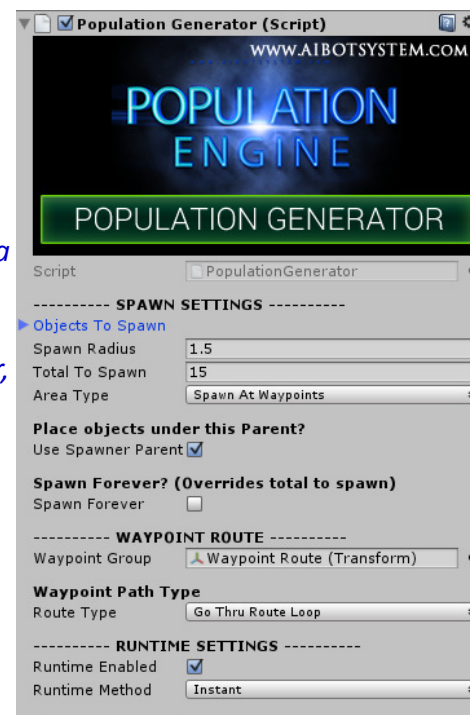 Population Generator (Script)
WWW.AIBOTSYSTEM.COM
POPULATION
ENGINE
POPULATION GENERATOR
a
Script PopulationGenerator
---------- SPAWN SETTINGS ----------
Objects To Spawn
Spawn Radius 1.5
,
Total To Spawn 15
Area Type Spawn At Waypoints
Place objects under this Parent?
Use Spawner Parent
Spawn Forever? (Overrides total to spawn)
Spawn Forever
---------- WAYPOINT ROUTE ----------
Waypoint Group Waypoint Route (Transform)
Waypoint Path Type
Route Type Go Thru Route Loop
---------- RUNTIME SETTINGS ----------
Runtime Enabled
Runtime Method Instant